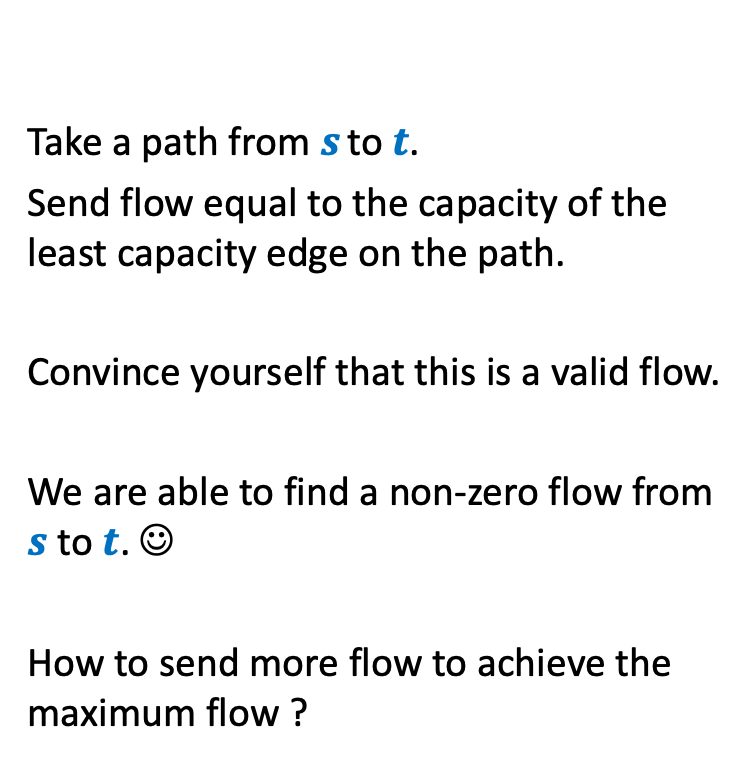 Take a path from s to t.
Send flow equal to the capacity of the
least capacity edge on the path.
Convince yourself that this is a valid flow.
We are able to find a non-zero flow from
s to t. ☺
How to send more flow to achieve the
maximum flow ?